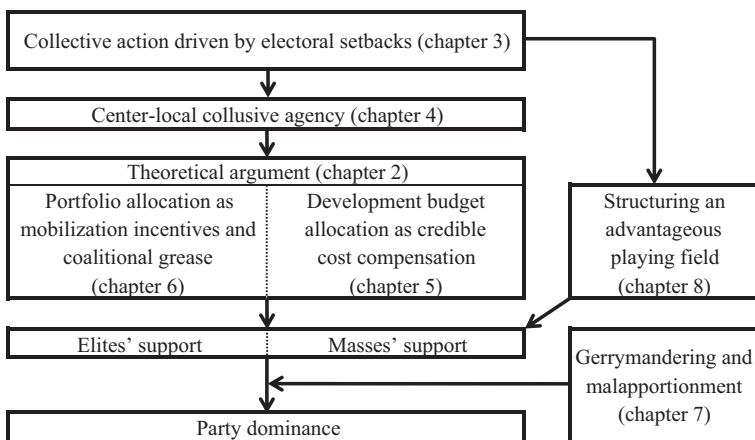 Collective action driven by electoral setbacks (chapter 3)
Center-local collusive agency (chapter 4)
Theoretical argument (chapter 2)
Portfolio allocation as
mobilization incentives and
coalitional grease
(chapter 6)
Development budget
allocation as credible
cost compensation
(chapter 5)
Structuring an
advantageous
playing field
(chapter 8)
Elites’ support
Masses’ support
Gerrymandering and
malapportionment
(chapter 7)
Party dominance